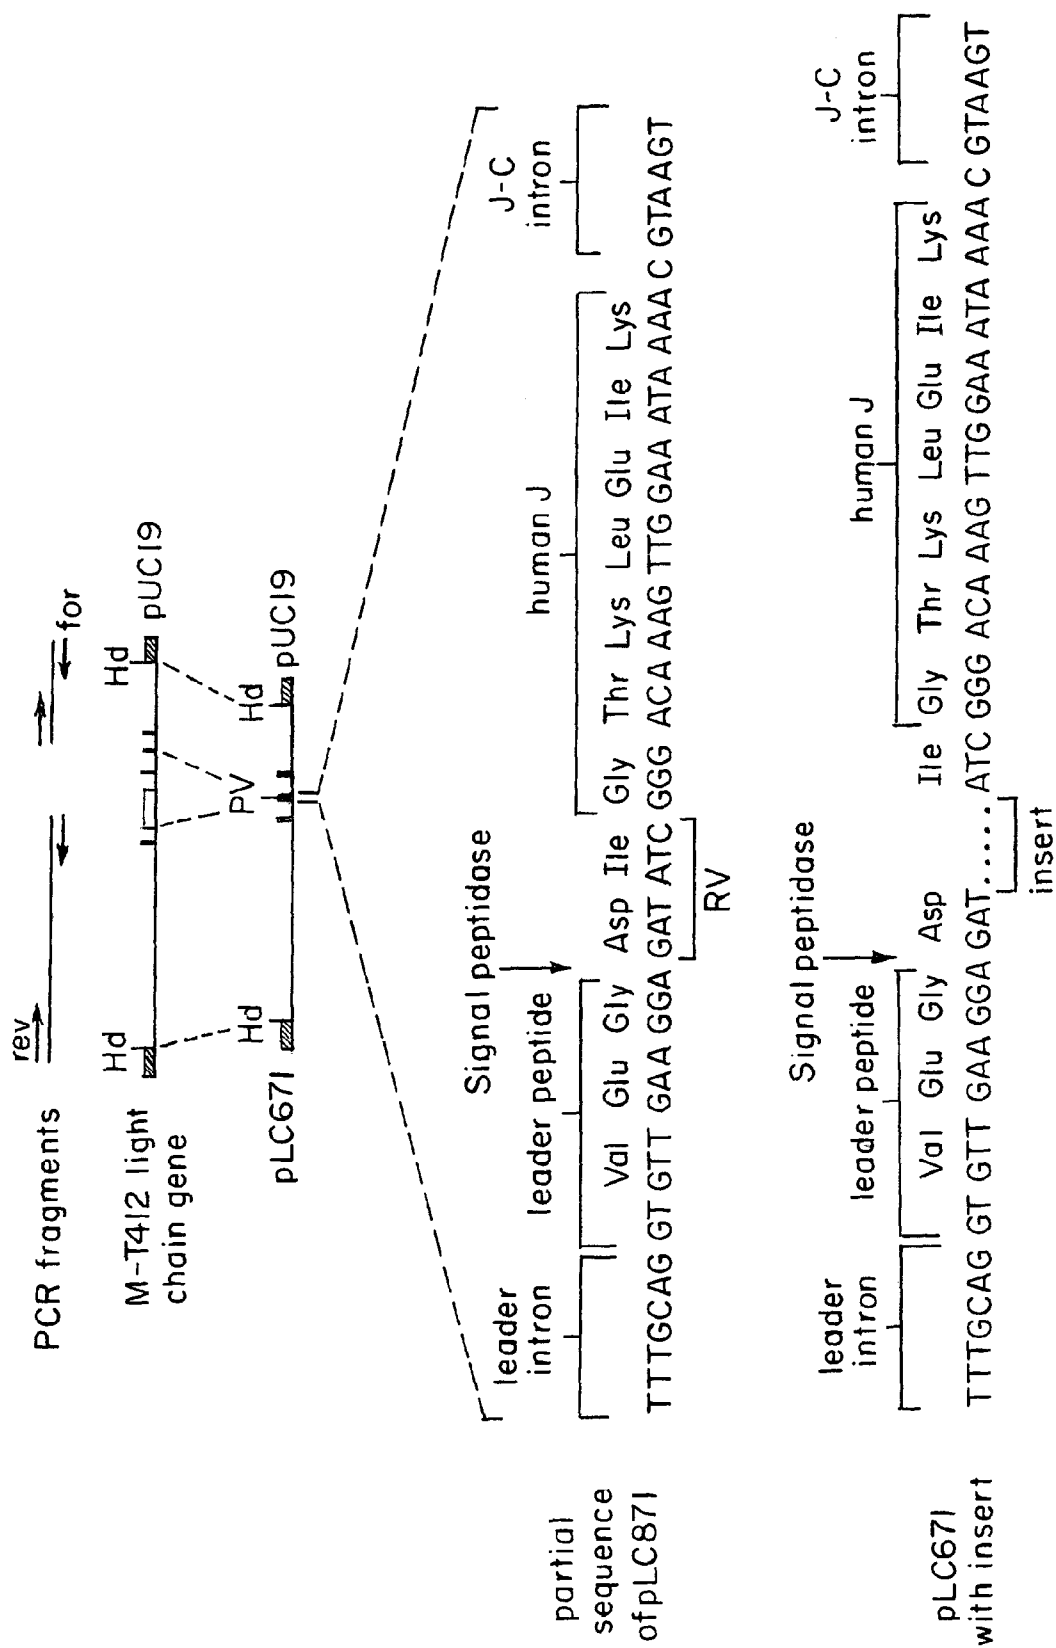 PCR fragments
rev
for
M-T412 light
chain gene
Hd
Hd
pUC19
pLC671
Hd
PV
Hd
pUC19
partial
sequence
of pLC871
leader
intron
leader peptide
Signal peptidase
human J
J-C
intron
Val Glu Gly Asp Ile Gly Thr Lys Leu Glu Ile Lys
TTTGCAG GT GTT GAA GGA GAT ATC GGG ACA AAG TTG GAA ATA AAA C GTAAGT
RV
pLC671
with insert
leader
intron
leader peptide
Signal peptidase
human J
J-C
intron
Val Glu Gly Asp Ile Gly Thr Lys Leu Glu Ile Lys
TTTGCAG GT GTT GAA GGA GAT...... ATC GGG ACA AAG TTG GAA ATA AAA C GTAAGT
insert